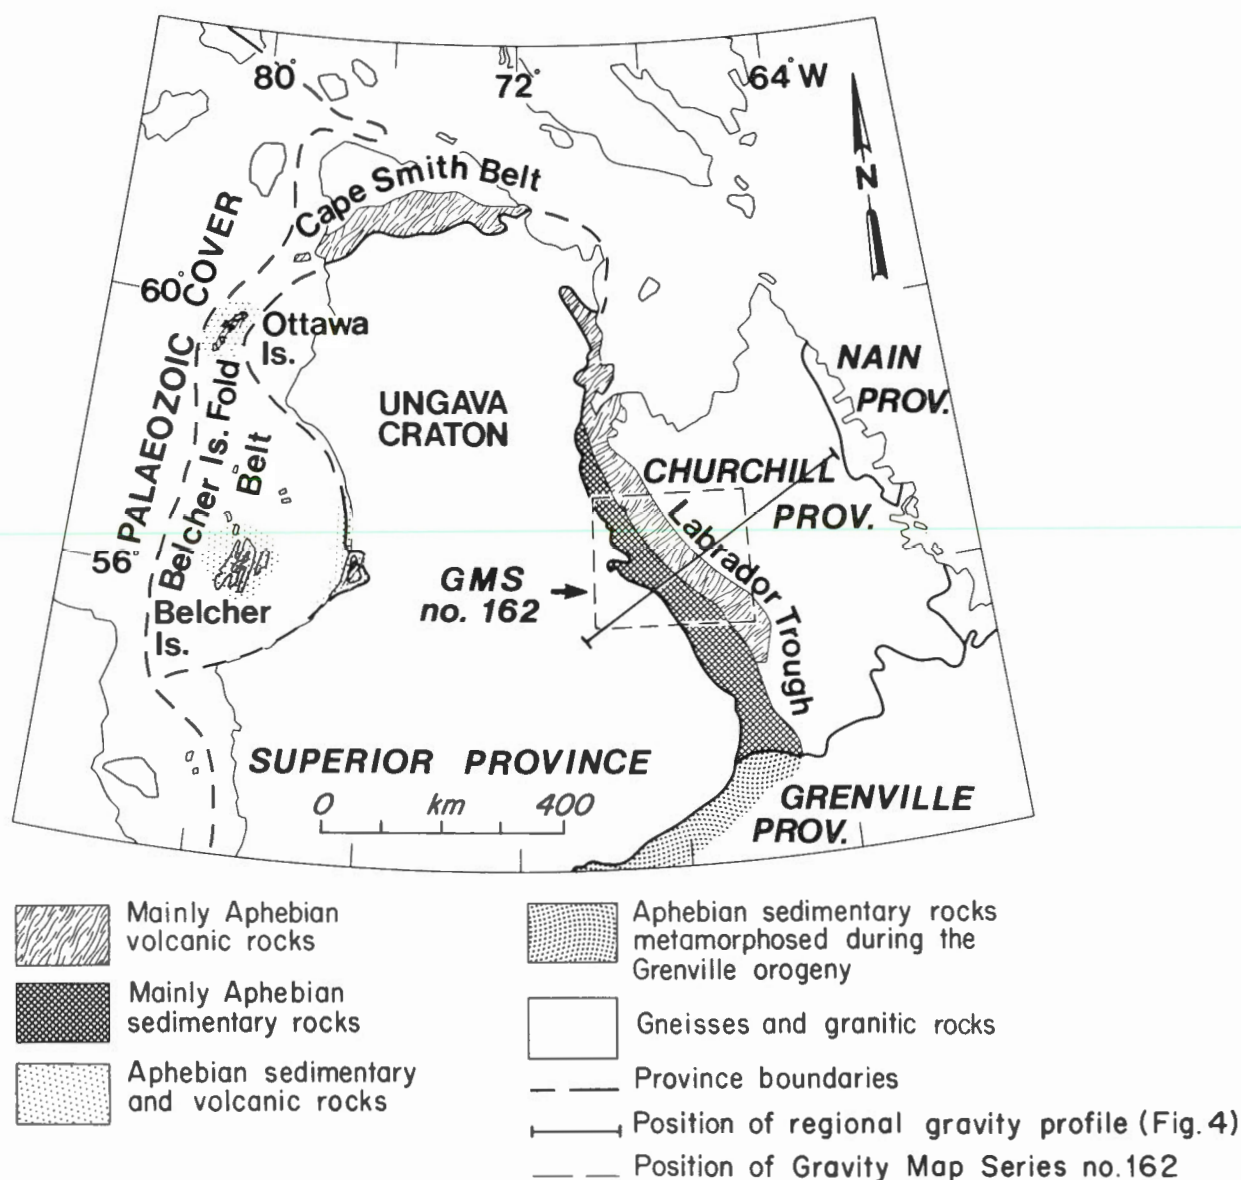 80°
72°
64°W
N
Cape Smith Belt
PALAEOZOIC COVER
60°
Ottawa
Is.
NAIN
PROV.
Belcher Is. Fold
Belt
UNGAVA
CRATON
CHURCHILL
PROV.
Labrador Trough
56°
GMS
no. 162
Belcher
Is.
SUPERIOR PROVINCE
0 km 400
GRENVILLE
PROV.
Mainly Aphebian
volcanic rocks
Mainly Aphebian
sedimentary rocks
Aphebian sedimentary
and volcanic rocks
Aphebian sedimentary rocks
metamorphosed during the
Grenville orogeny
Gneisses and granitic rocks
Province boundaries
Position of regional gravity profile (Fig. 4)
Position of Gravity Map Series no. 162